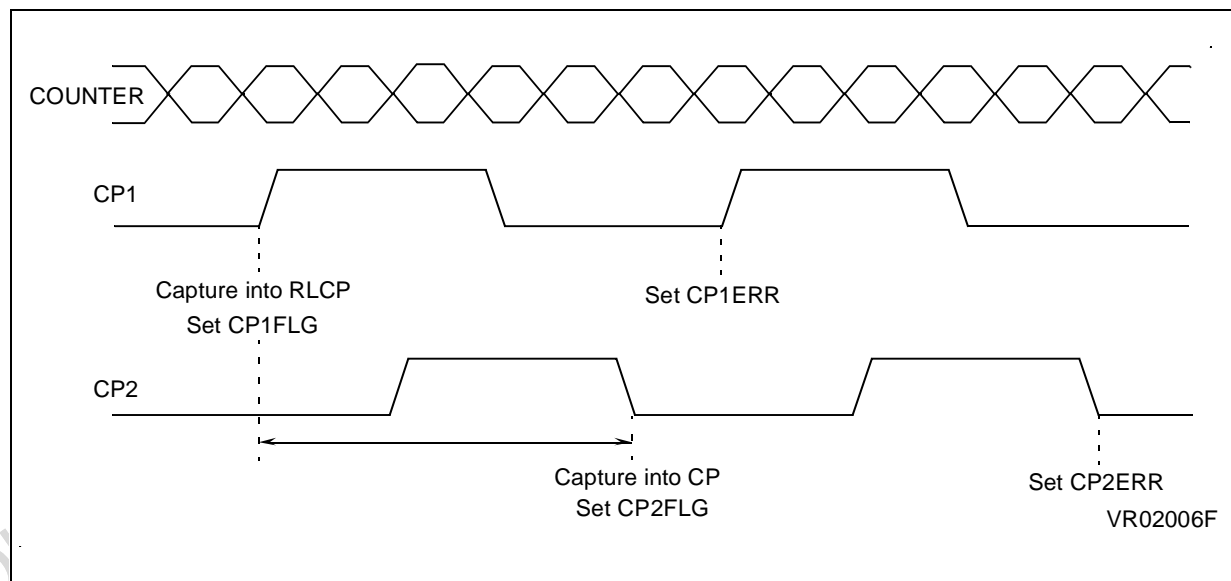 COUNTER
CP1
Capture into RLCP
Set CP1FLG
Set CP1ERR
CP2
Capture into CP
Set CP2FLG
Set CP2ERR
VR02006F